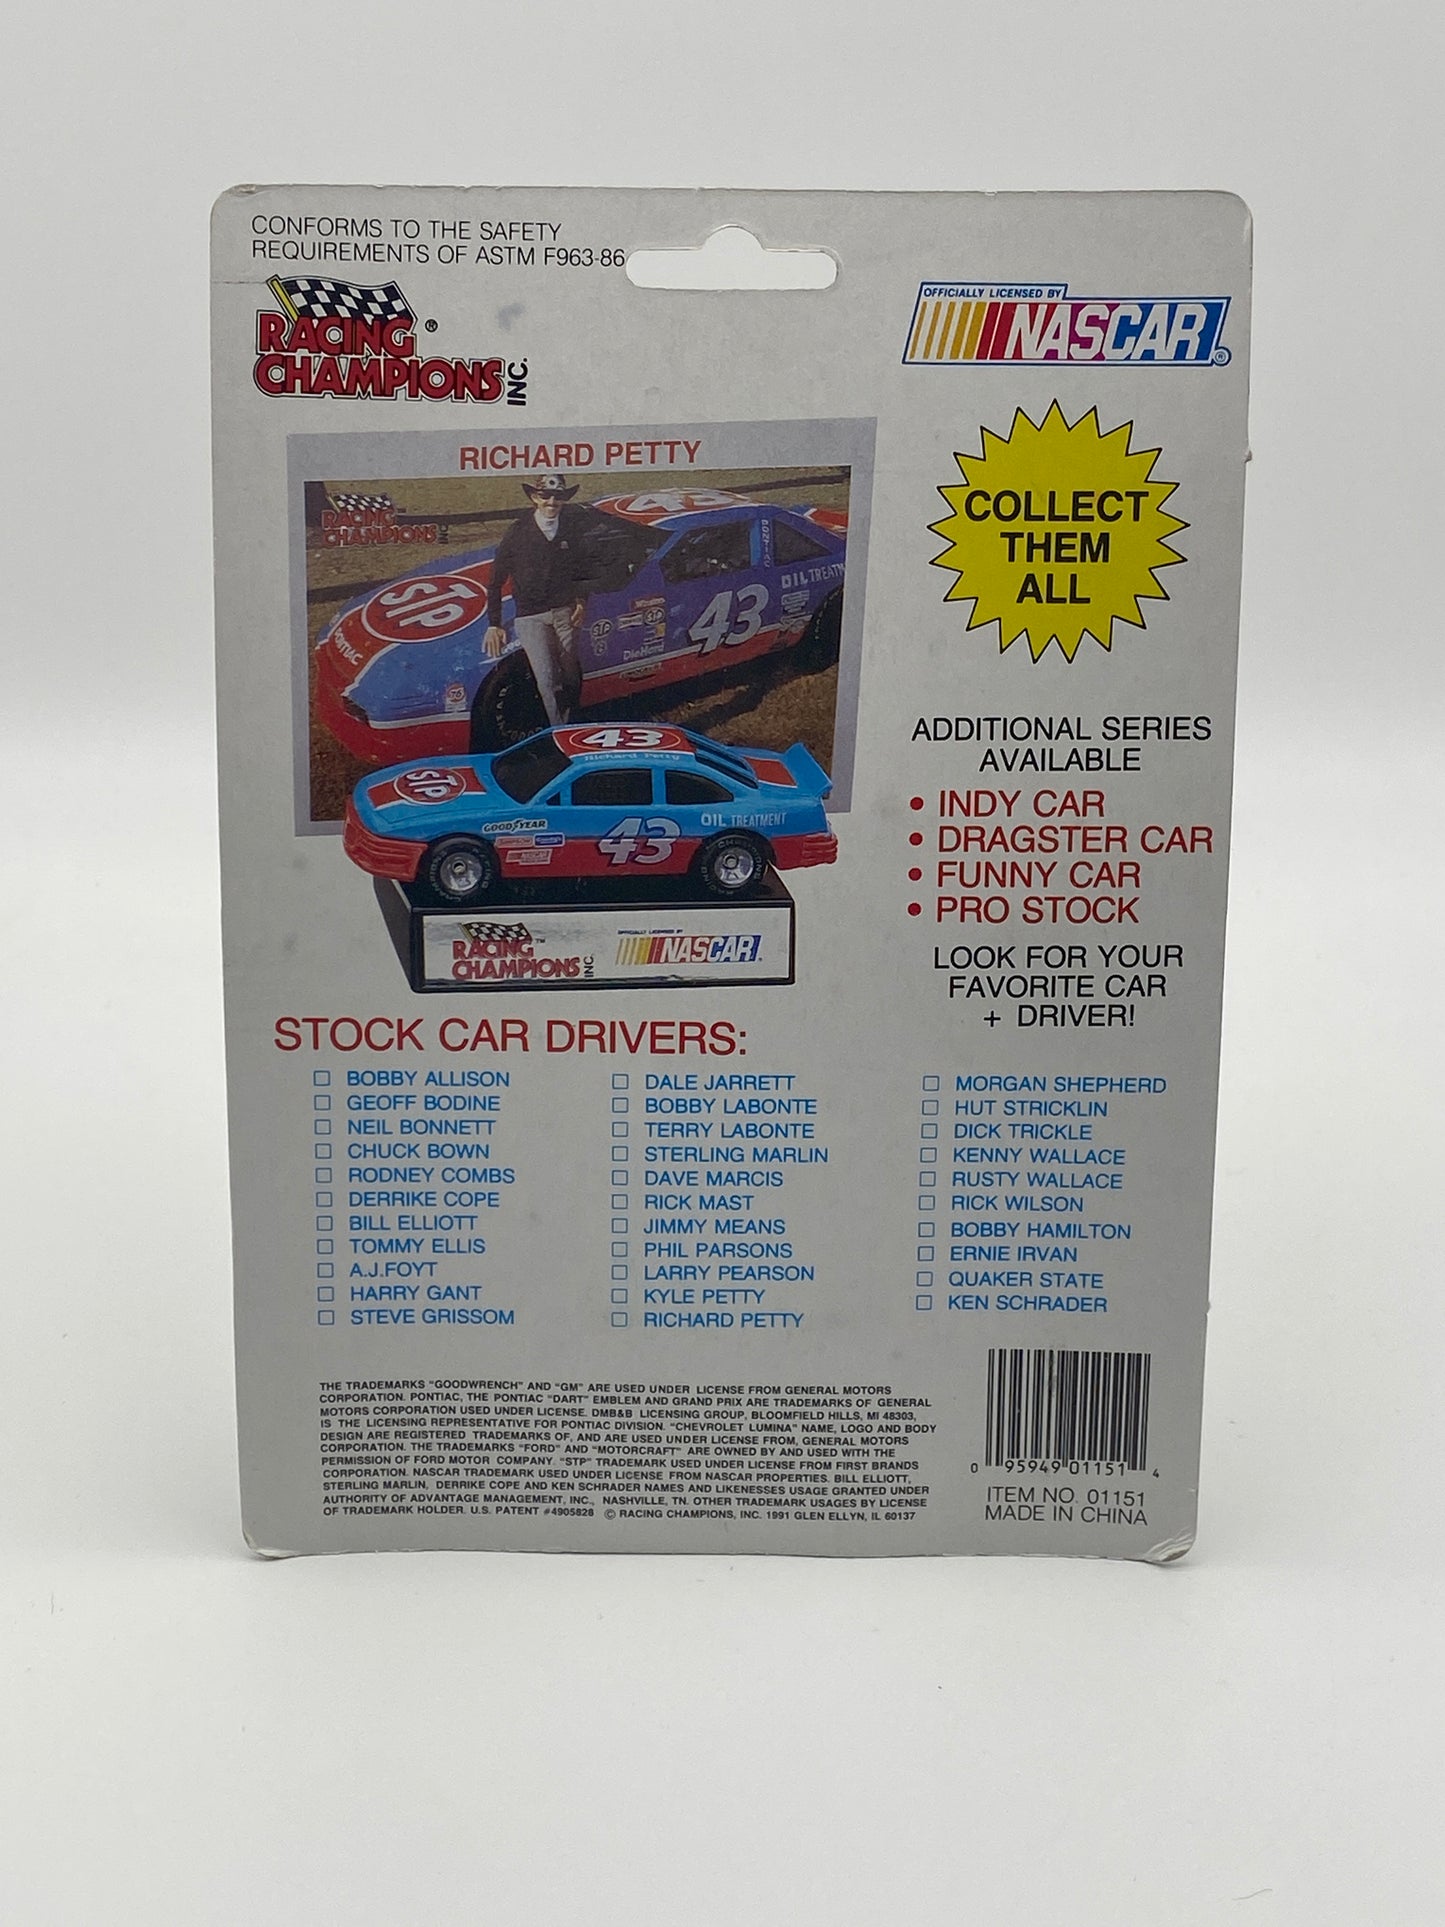 CONFORMS TO THE SAFETY
REQUIREMENTS OF ASTM F963-86
RACING
CHAMPIONS INC.
®
OFFICIALLY LICENSED BY
NASCAR ®
RICHARD PETTY
RACING
CHAMPIONS
43
PONTIAC
OIL TREATM
STP
PONTIAC
STP
STP
43
DieHard
76
43
Richard Petty
STP
GOODYEAR
43
OIL TREATMENT
RACING ™
CHAMPIONS INC.
OFFICIALLY LICENSED BY
NASCAR
COLLECT
THEM
ALL
ADDITIONAL SERIES
AVAILABLE
• INDY CAR
• DRAGSTER CAR
• FUNNY CAR
• PRO STOCK
LOOK FOR YOUR
FAVORITE CAR
+ DRIVER!
STOCK CAR DRIVERS:
BOBBY ALLISON
GEOFF BODINE
NEIL BONNETT
CHUCK BOWN
RODNEY COMBS
DERRIKE COPE
BILL ELLIOTT
TOMMY ELLIS
A.J.FOYT
HARRY GANT
STEVE GRISSOM
DALE JARRETT
BOBBY LABONTE
TERRY LABONTE
STERLING MARLIN
DAVE MARCIS
RICK MAST
JIMMY MEANS
PHIL PARSONS
LARRY PEARSON
KYLE PETTY
RICHARD PETTY
MORGAN SHEPHERD
HUT STRICKLIN
DICK TRICKLE
KENNY WALLACE
RUSTY WALLACE
RICK WILSON
BOBBY HAMILTON
ERNIE IRVAN
QUAKER STATE
KEN SCHRADER
THE TRADEMARKS "GOODWRENCH" AND "GM" ARE USED UNDER LICENSE FROM GENERAL MOTORS
CORPORATION. PONTIAC, THE PONTIAC "DART" EMBLEM AND GRAND PRIX ARE TRADEMARKS OF GENERAL
MOTORS CORPORATION USED UNDER LICENSE. DMB&B LICENSING GROUP, BLOOMFIELD HILLS, MI 48303,
IS THE LICENSING REPRESENTATIVE FOR PONTIAC DIVISION. "CHEVROLET LUMINA" NAME, LOGO AND BODY
DESIGN ARE REGISTERED TRADEMARKS OF, AND ARE USED UNDER LICENSE FROM, GENERAL MOTORS
CORPORATION. THE TRADEMARKS "FORD" AND "MOTORCRAFT" ARE OWNED BY AND USED WITH THE
PERMISSION OF FORD MOTOR COMPANY. "STP" TRADEMARK USED UNDER LICENSE FROM FIRST BRANDS
CORPORATION. NASCAR TRADEMARK USED UNDER LICENSE FROM NASCAR PROPERTIES. BILL ELLIOTT,
STERLING MARLIN, DERRIKE COPE AND KEN SCHRADER NAMES AND LIKENESSES USAGE GRANTED UNDER
AUTHORITY OF ADVANTAGE MANAGEMENT, INC., NASHVILLE, TN. OTHER TRADEMARK USAGES BY LICENSE
OF TRADEMARK HOLDER. U.S. PATENT #4905828 © RACING CHAMPIONS, INC. 1991 GLEN ELLYN, IL 60137
0 95949 01151 4
ITEM NO. 01151
MADE IN CHINA